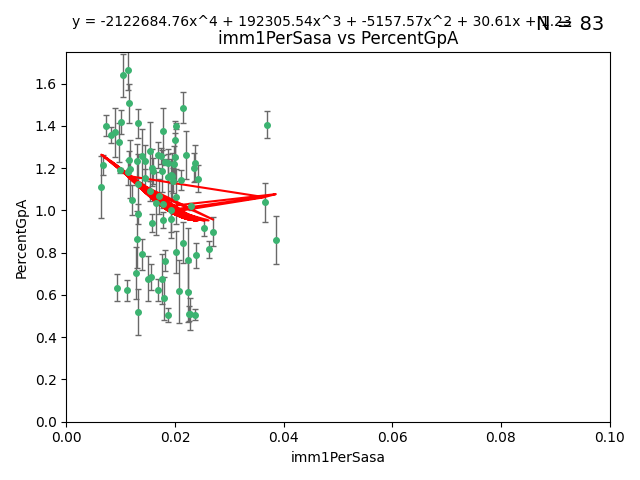 y = -2122684.76x^4 + 192305.54x^3 + -5157.57x^2 + 30.61x +
N = 83
imm1PerSasa vs PercentGpA
PercentGpA
1.6
1.4
1.2
1.0
0.8
0.6
0.4
0.2
0.0
0.00 0.02 0.04 0.06 0.08 0.10
imm1PerSasa